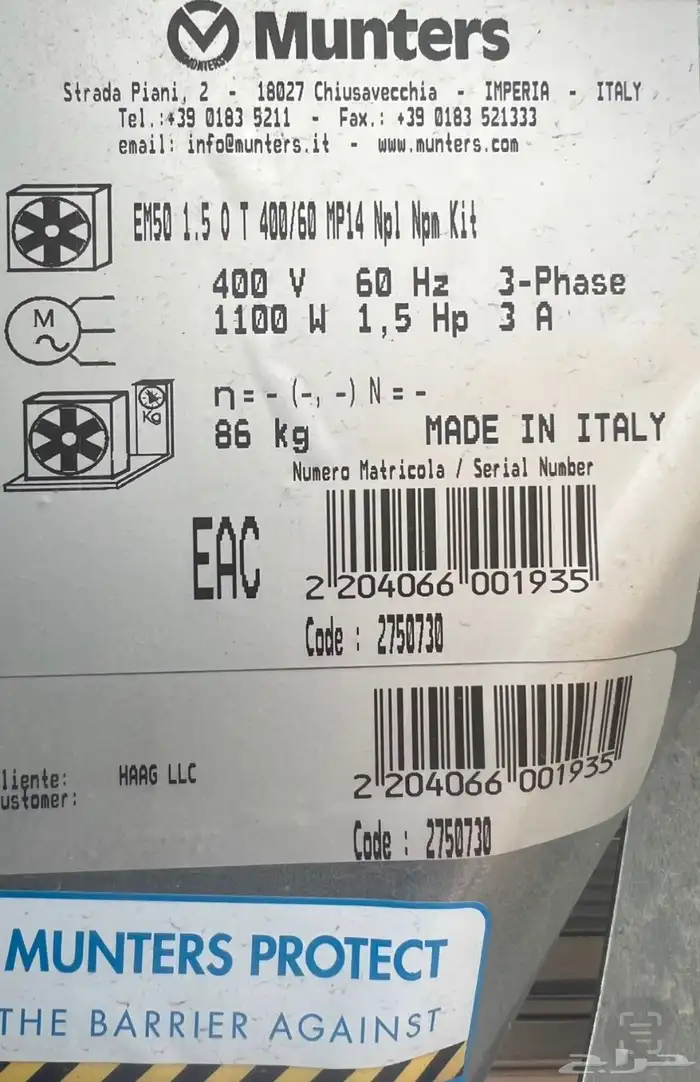 MUNTERS
Munters
Strada Piani, 2 - 18027 Chiusavecchia - IMPERIA - ITALY
Tel.:+39 0183 5211 - Fax.: +39 0183 521333
email: info@munters.it - www.munters.com
EM50 1.5 O T 400/60 MP14 Npl Npm Kit
400 V 60 Hz 3-Phase
M
1100 W 1,5 Hp 3 A
n = - (-, -) N = -
Kg
86 kg MADE IN ITALY
Numero Matricola / Serial Number
EAC
2 204066 001935
Code : 2750730
liente: HAAG LLC
ustomer:
2 204066 001935
Code : 2750730
MUNTERS PROTECT
THE BARRIER AGAINST
حراج